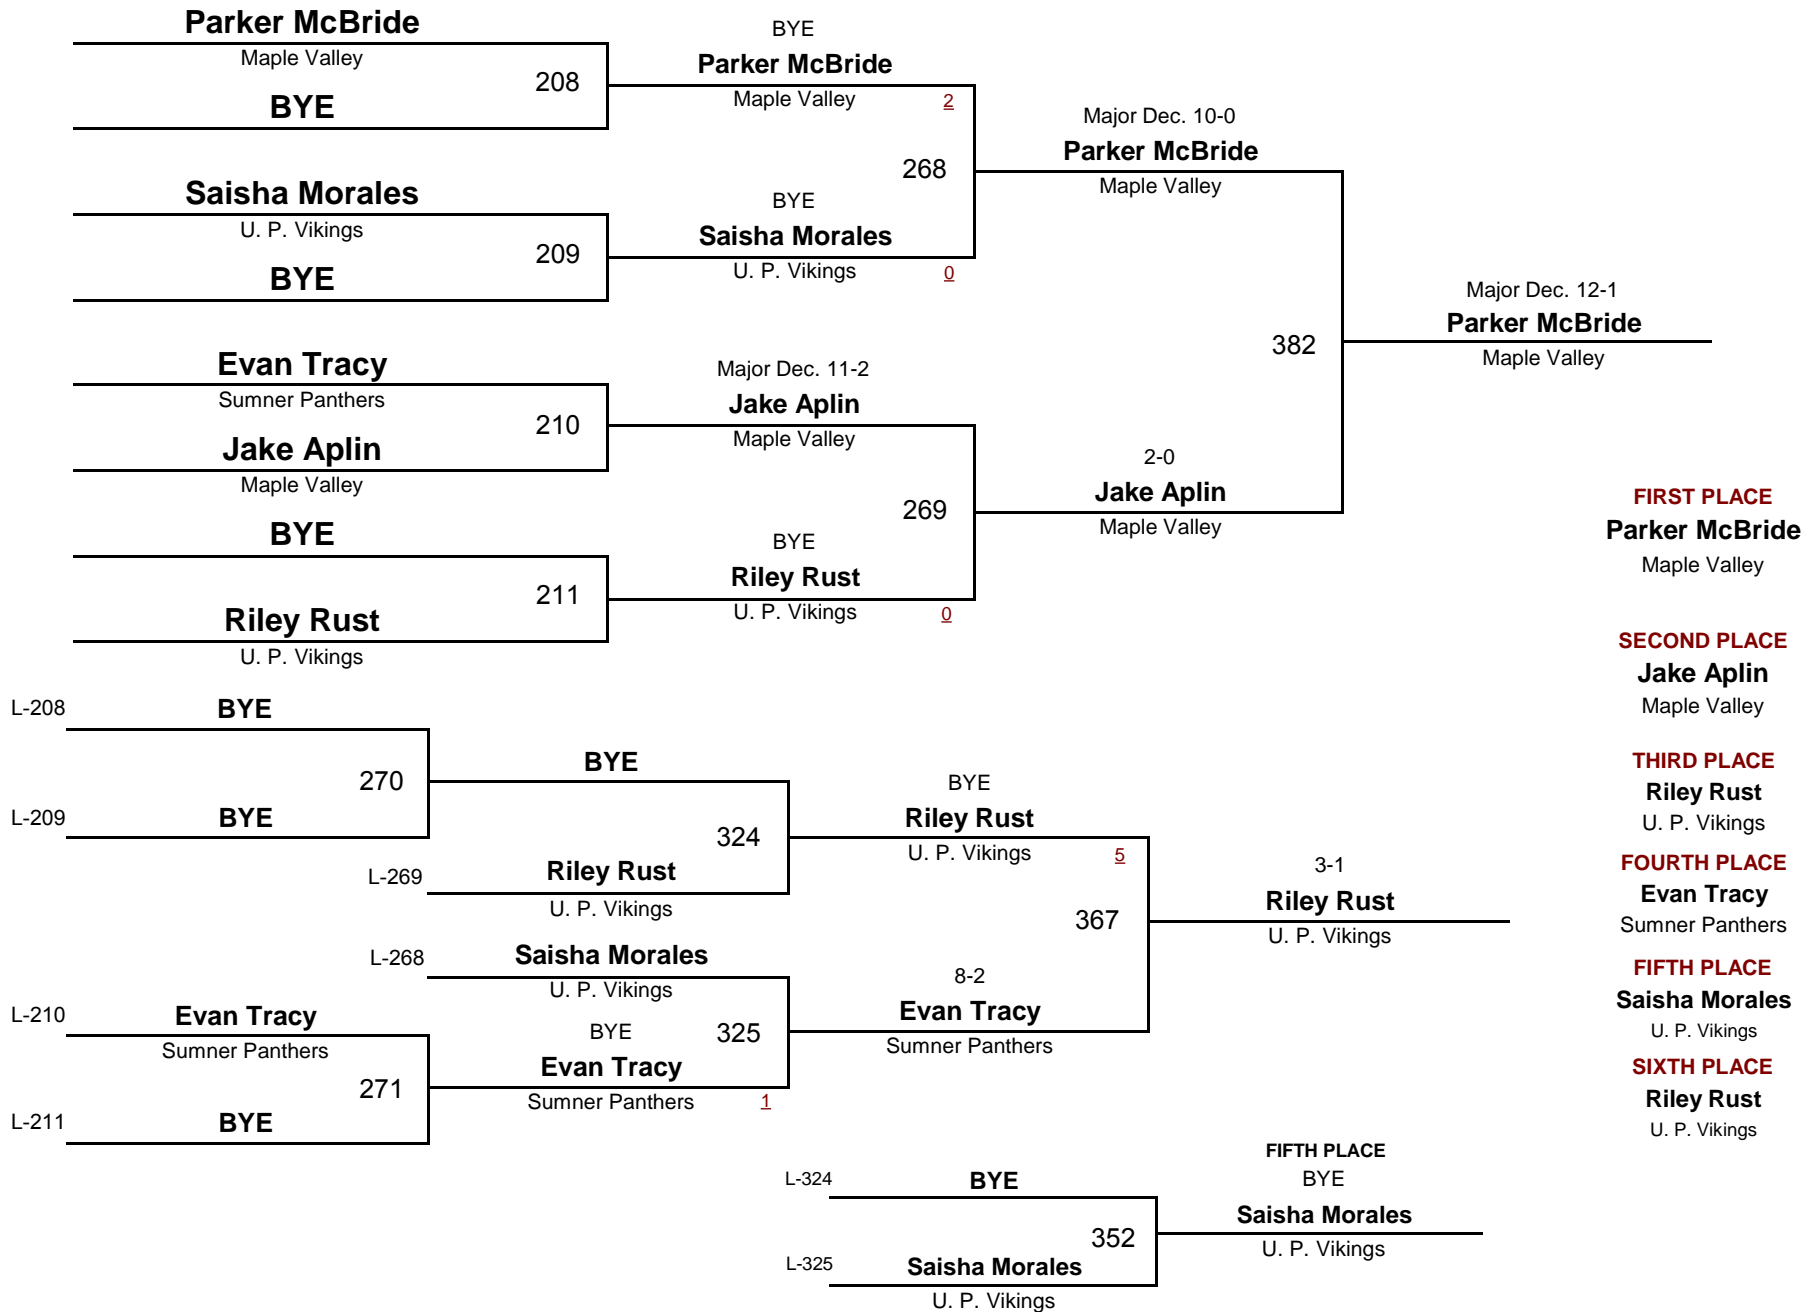 Parker McBride
Maple Valley
208
BYE
BYE
Parker McBride
Maple Valley
2
Saisha Morales
U. P. Vikings
209
BYE
268
BYE
Saisha Morales
U. P. Vikings
0
Major Dec. 10-0
Parker McBride
Maple Valley
Evan Tracy
Sumner Panthers
210
Jake Aplin
Maple Valley
Major Dec. 11-2
Jake Aplin
Maple Valley
BYE
211
Riley Rust
U. P. Vikings
269
BYE
Riley Rust
U. P. Vikings
0
2-0
Jake Aplin
Maple Valley
382
Major Dec. 12-1
Parker McBride
Maple Valley
FIRST PLACE
Parker McBride
Maple Valley
SECOND PLACE
Jake Aplin
Maple Valley
THIRD PLACE
Riley Rust
U. P. Vikings
FOURTH PLACE
Evan Tracy
Sumner Panthers
FIFTH PLACE
Saisha Morales
U. P. Vikings
SIXTH PLACE
Riley Rust
U. P. Vikings
L-208
BYE
270
L-209
BYE
BYE
324
L-269
Riley Rust
U. P. Vikings
BYE
Riley Rust
U. P. Vikings
5
L-268
Saisha Morales
U. P. Vikings
L-210
Evan Tracy
Sumner Panthers
271
L-211
BYE
BYE
325
Evan Tracy
Sumner Panthers
1
8-2
Evan Tracy
Sumner Panthers
367
3-1
Riley Rust
U. P. Vikings
L-324
BYE
352
L-325
Saisha Morales
U. P. Vikings
FIFTH PLACE
BYE
Saisha Morales
U. P. Vikings